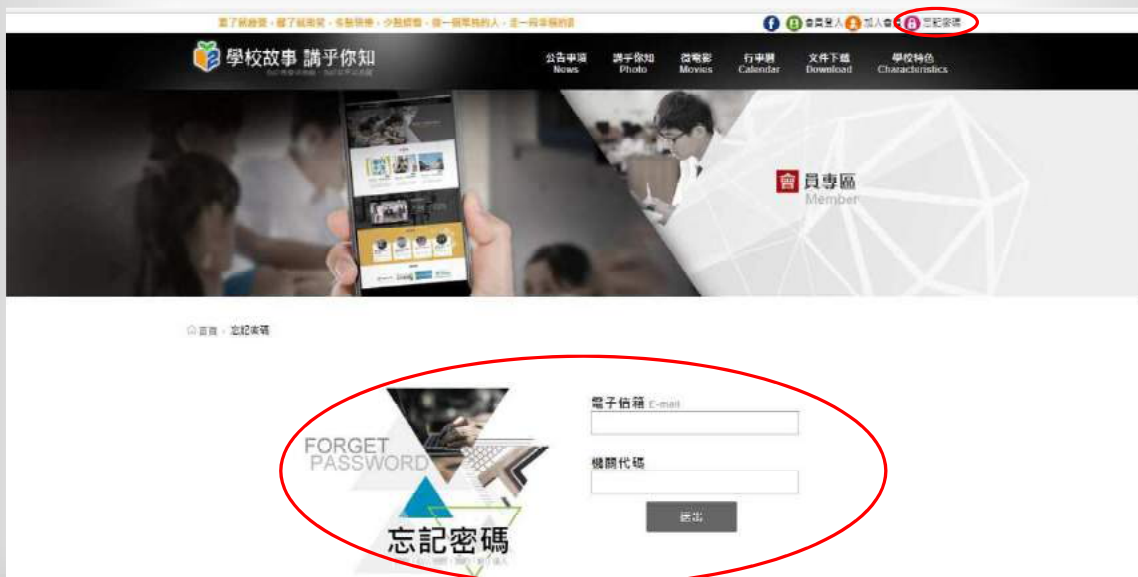 會員登入 加入會 忘記密碼
學校故事 講乎你知
公告事項 講乎你知 微電影 行事曆 文件下載 學校特色
News Photo Movies Calendar Download Characteristics
會員專區
Member
首頁 忘記密碼
電子信箱 E-mail
FORGET
PASSWORD
機關代碼
送出
忘記密碼